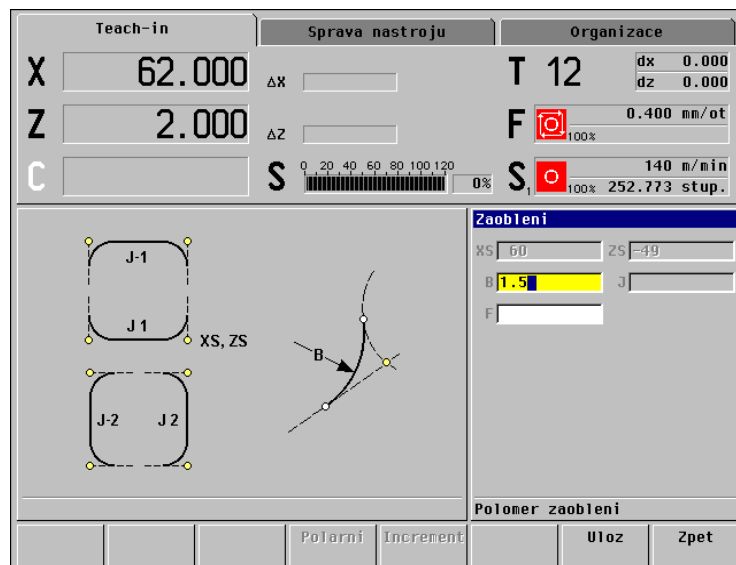 Teach-in Sprava nastroju Organizace
X 62.000 ΔX T 12 dx 0.000
dz 0.000
Z 2.000 ΔZ F 100% 0.400 mm/ot
C S 0 20 40 60 80 100 120 0% S1 100% 140 m/min
252.773 stup.
Zaobleni
XS 60 ZS -49
B 1.5 J
F
J-1
J 1
XS, ZS
B
J-2 J 2
Polomer zaobleni
Polarni Increment Uloz Zpet